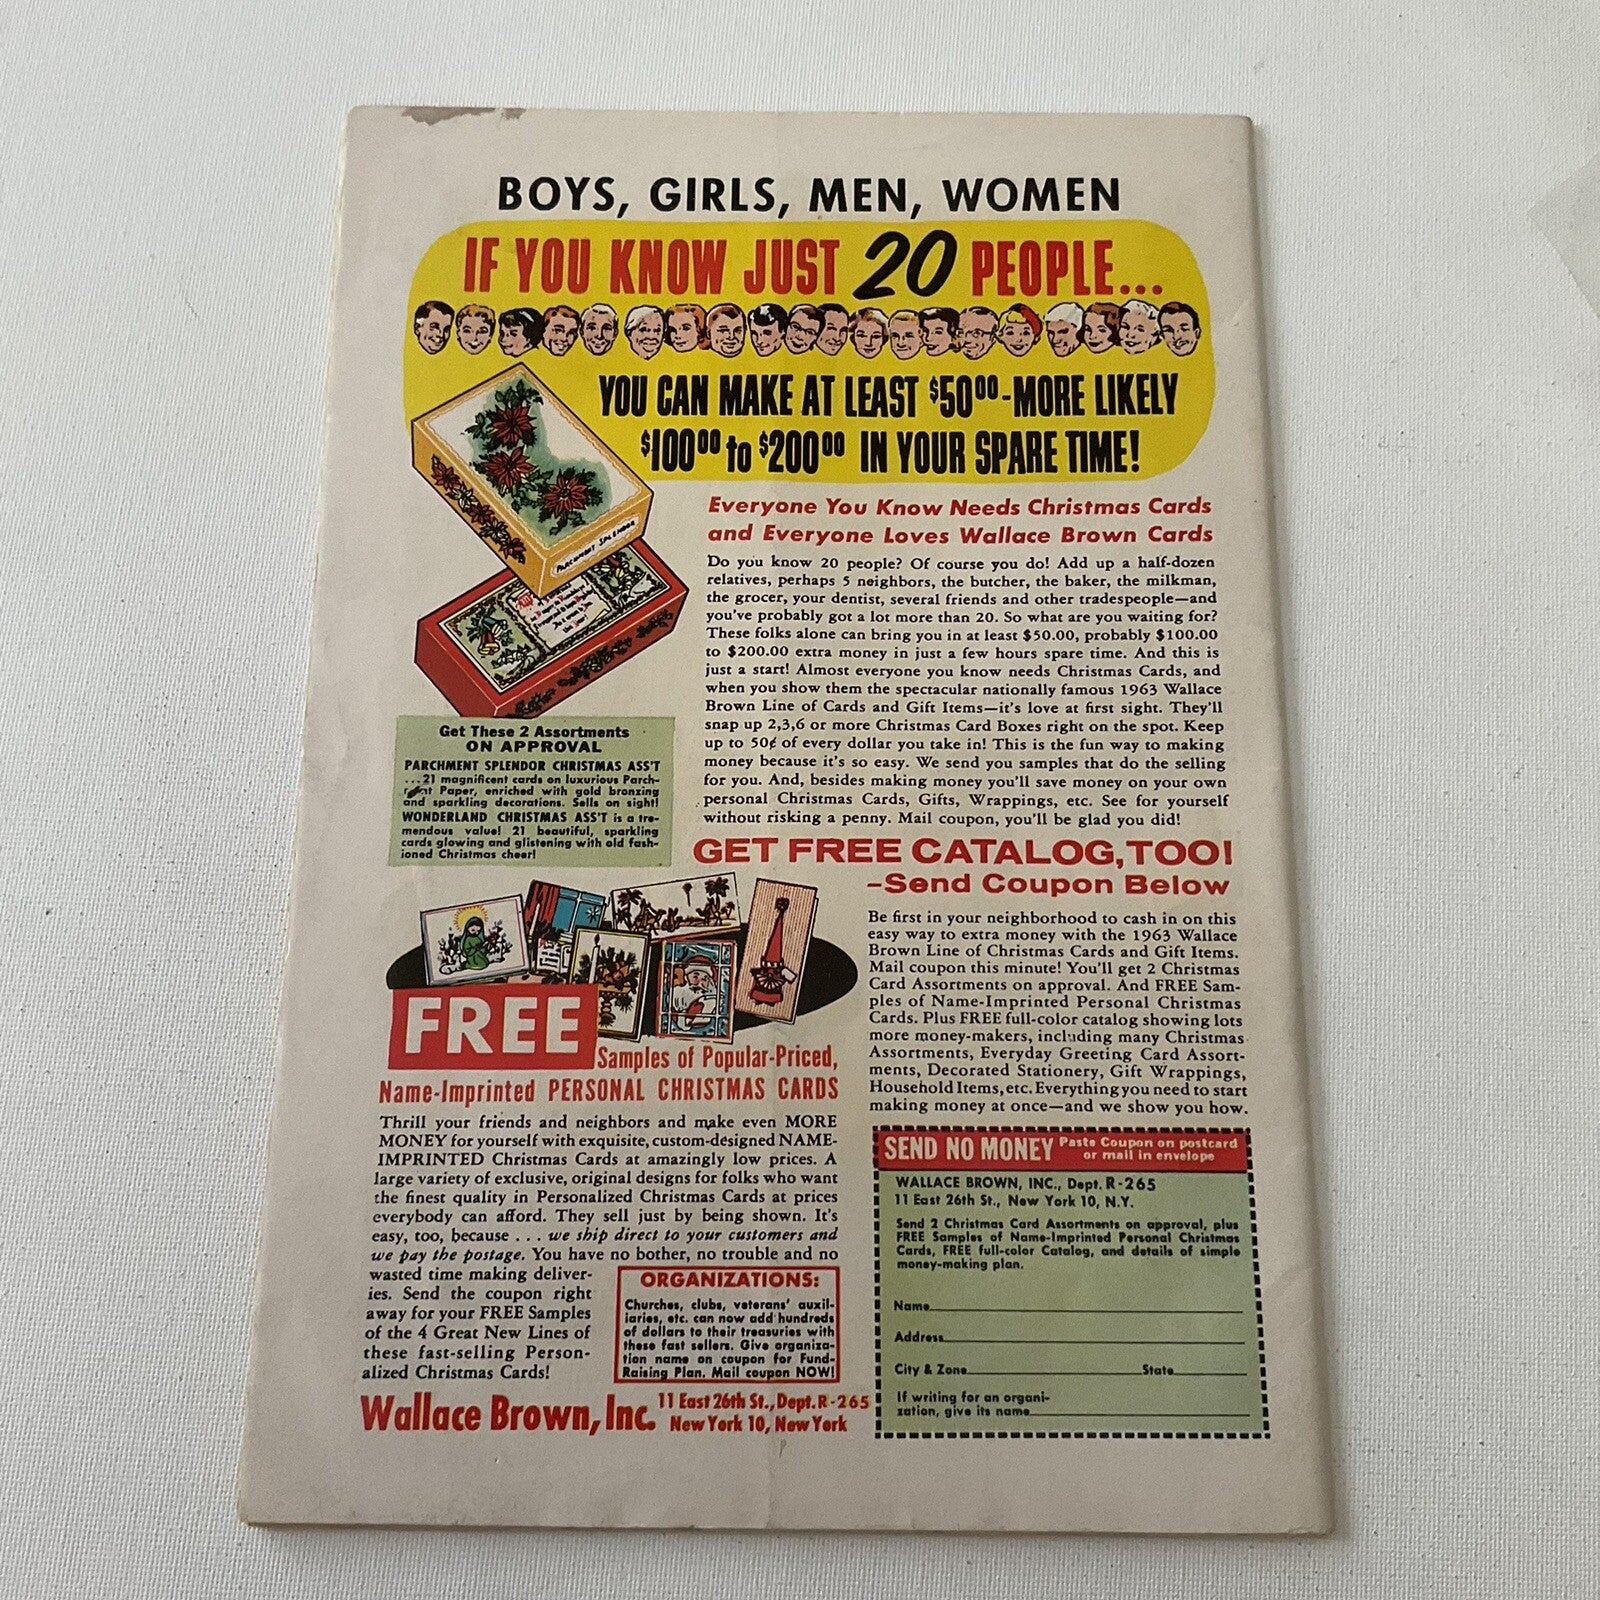 BOYS, GIRLS, MEN, WOMEN
IF YOU KNOW JUST 20 PEOPLE...
YOU CAN MAKE AT LEAST $50⁰⁰-MORE LIKELY
$100⁰⁰ to $200⁰⁰ IN YOUR SPARE TIME!
PARCHMENT SPLENDOR
Everyone You Know Needs Christmas Cards
and Everyone Loves Wallace Brown Cards
Do you know 20 people? Of course you do! Add up a half-dozen
relatives, perhaps 5 neighbors, the butcher, the baker, the milkman,
the grocer, your dentist, several friends and other tradespeople—and
you've probably got a lot more than 20. So what are you waiting for?
These folks alone can bring you in at least $50.00, probably $100.00
to $200.00 extra money in just a few hours spare time. And this is
just a start! Almost everyone you know needs Christmas Cards, and
when you show them the spectacular nationally famous 1963 Wallace
Brown Line of Cards and Gift Items—it's love at first sight. They'll
snap up 2,3,6 or more Christmas Card Boxes right on the spot. Keep
up to 50¢ of every dollar you take in! This is the fun way to making
money because it's so easy. We send you samples that do the selling
for you. And, besides making money you'll save money on your own
personal Christmas Cards, Gifts, Wrappings, etc. See for yourself
without risking a penny. Mail coupon, you'll be glad you did!
Get These 2 Assortments
ON APPROVAL
PARCHMENT SPLENDOR CHRISTMAS ASS'T
...21 magnificent cards on luxurious Parch-
Paper, enriched with gold bronzing
and sparkling decorations. Sells on sight!
WONDERLAND CHRISTMAS ASS'T is a tre-
mendous value! 21 beautiful, sparkling
cards glowing and glistening with old fash-
ioned Christmas cheer!
GET FREE CATALOG, TOO!
–Send Coupon Below
Be first in your neighborhood to cash in on this
easy way to extra money with the 1963 Wallace
Brown Line of Christmas Cards and Gift Items.
Mail coupon this minute! You'll get 2 Christmas
Card Assortments on approval. And FREE Sam-
ples of Name-Imprinted Personal Christmas
Cards. Plus FREE full-color catalog showing lots
more money-makers, including many Christmas
Assortments, Everyday Greeting Card Assort-
ments, Decorated Stationery, Gift Wrappings,
Household Items, etc. Everything you need to start
making money at once—and we show you how.
FREE
Samples of Popular-Priced,
Name-Imprinted PERSONAL CHRISTMAS CARDS
Thrill your friends and neighbors and make even MORE
MONEY for yourself with exquisite, custom-designed NAME-
IMPRINTED Christmas Cards at amazingly low prices. A
large variety of exclusive, original designs for folks who want
the finest quality in Personalized Christmas Cards at prices
everybody can afford. They sell just by being shown. It's
easy, too, because . . . we ship direct to your customers and
we pay the postage. You have no bother, no trouble and no
wasted time making deliver-
ies. Send the coupon right
away for your FREE Samples
of the 4 Great New Lines of
these fast-selling Person-
alized Christmas Cards!
ORGANIZATIONS:
Churches, clubs, veterans' auxil-
iaries, etc. can now add hundreds
of dollars to their treasuries with
these fast sellers. Give organiza-
tion name on coupon for Fund-
Raising Plan. Mail coupon NOW!
Wallace Brown, Inc. 11 East 26th St., Dept. R-265
New York 10, New York
SEND NO MONEY Paste Coupon on postcard
or mail in envelope
WALLACE BROWN, INC., Dept. R-265
11 East 26th St., New York 10, N.Y.
Send 2 Christmas Card Assortments on approval, plus
FREE Samples of Name-Imprinted Personal Christmas
Cards, FREE full-color Catalog, and details of simple
money-making plan.
Name
Address
City & Zone State
If writing for an organi-
zation, give its name